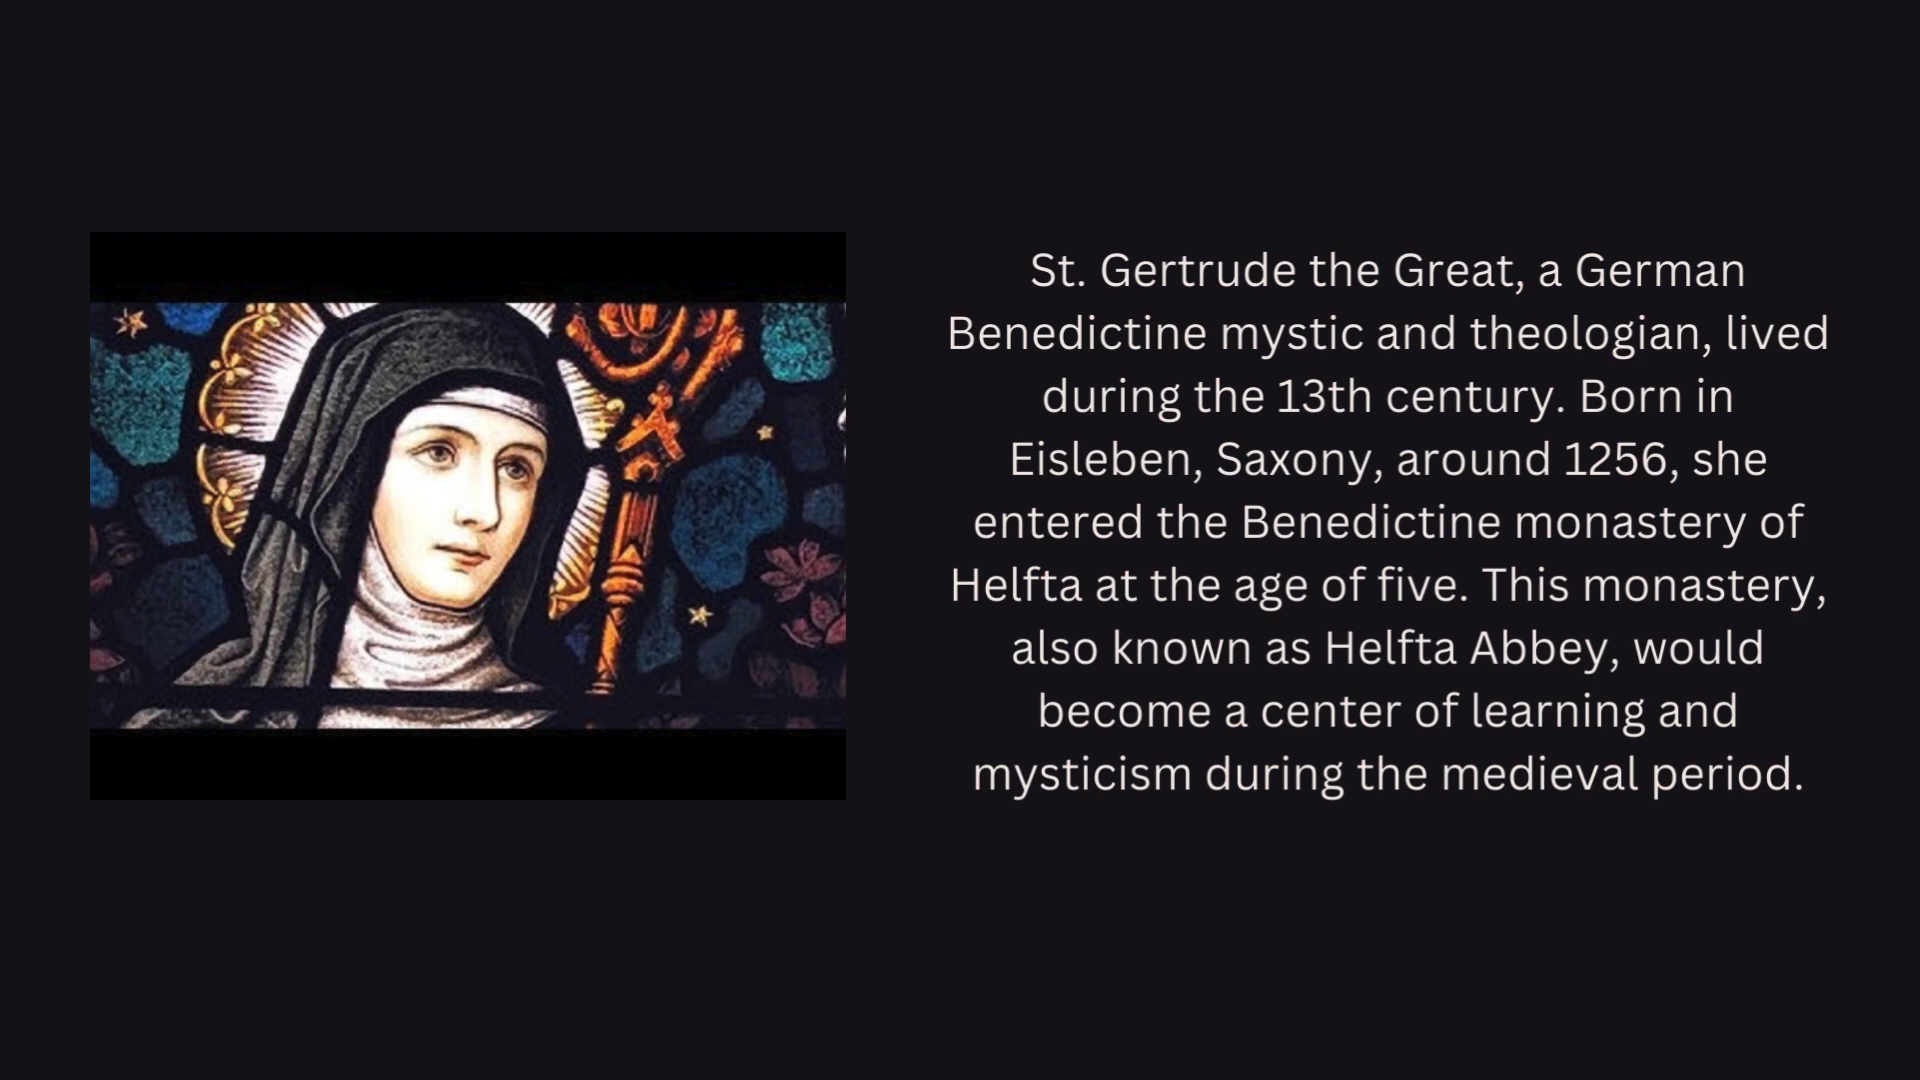 St. Gertrude the Great, a German
Benedictine mystic and theologian, lived
during the 13th century. Born in
Eisleben, Saxony, around 1256, she
entered the Benedictine monastery of
Helfta at the age of five. This monastery,
also known as Helfta Abbey, would
become a center of learning and
mysticism during the medieval period.